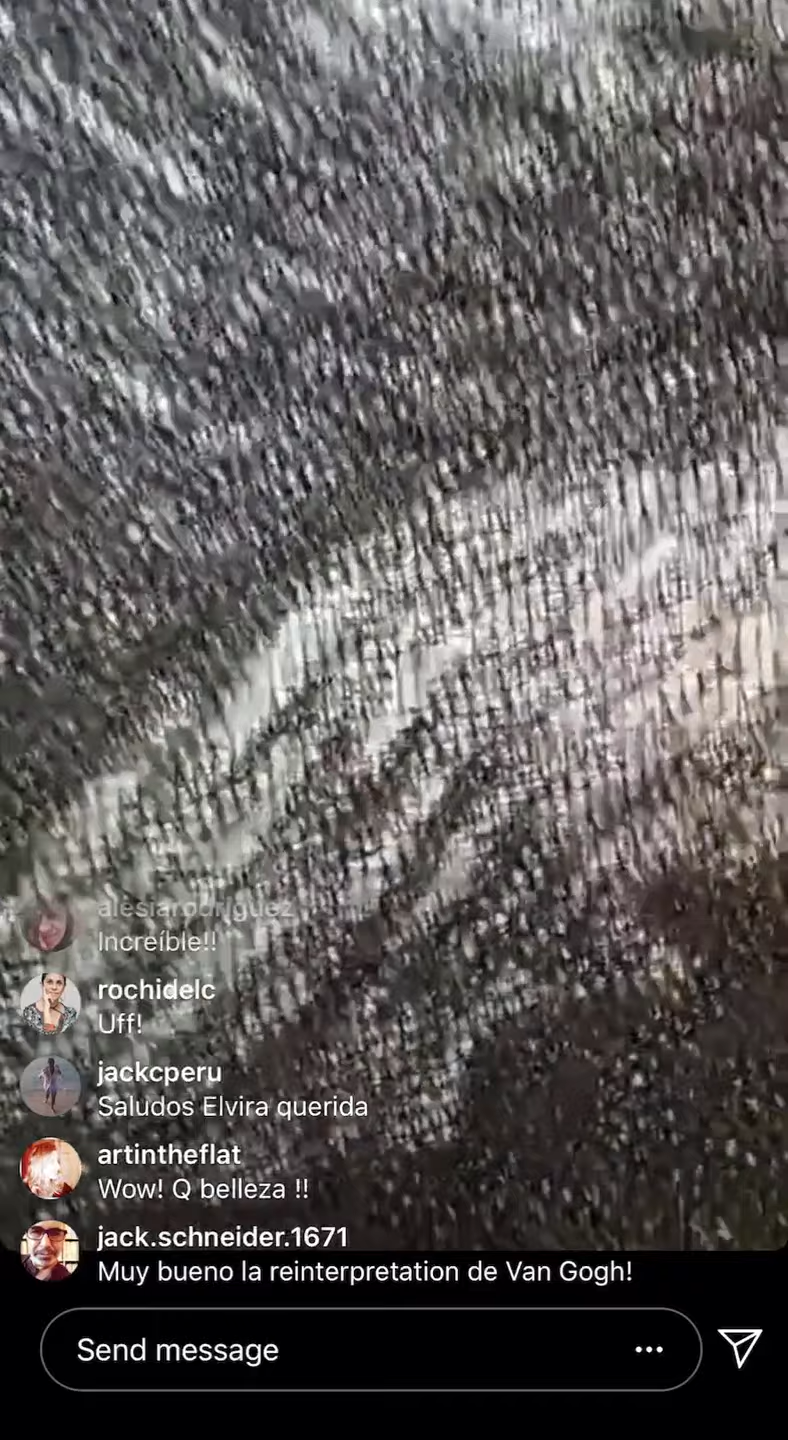 alesiarodriguez
Increíble!!
rochidelc
Uff!
jackcperu
Saludos Elvira querida
artintheflat
Wow! Q belleza !!
jack.schneider.1671
Muy bueno la reinterpretation de Van Gogh!
Send message